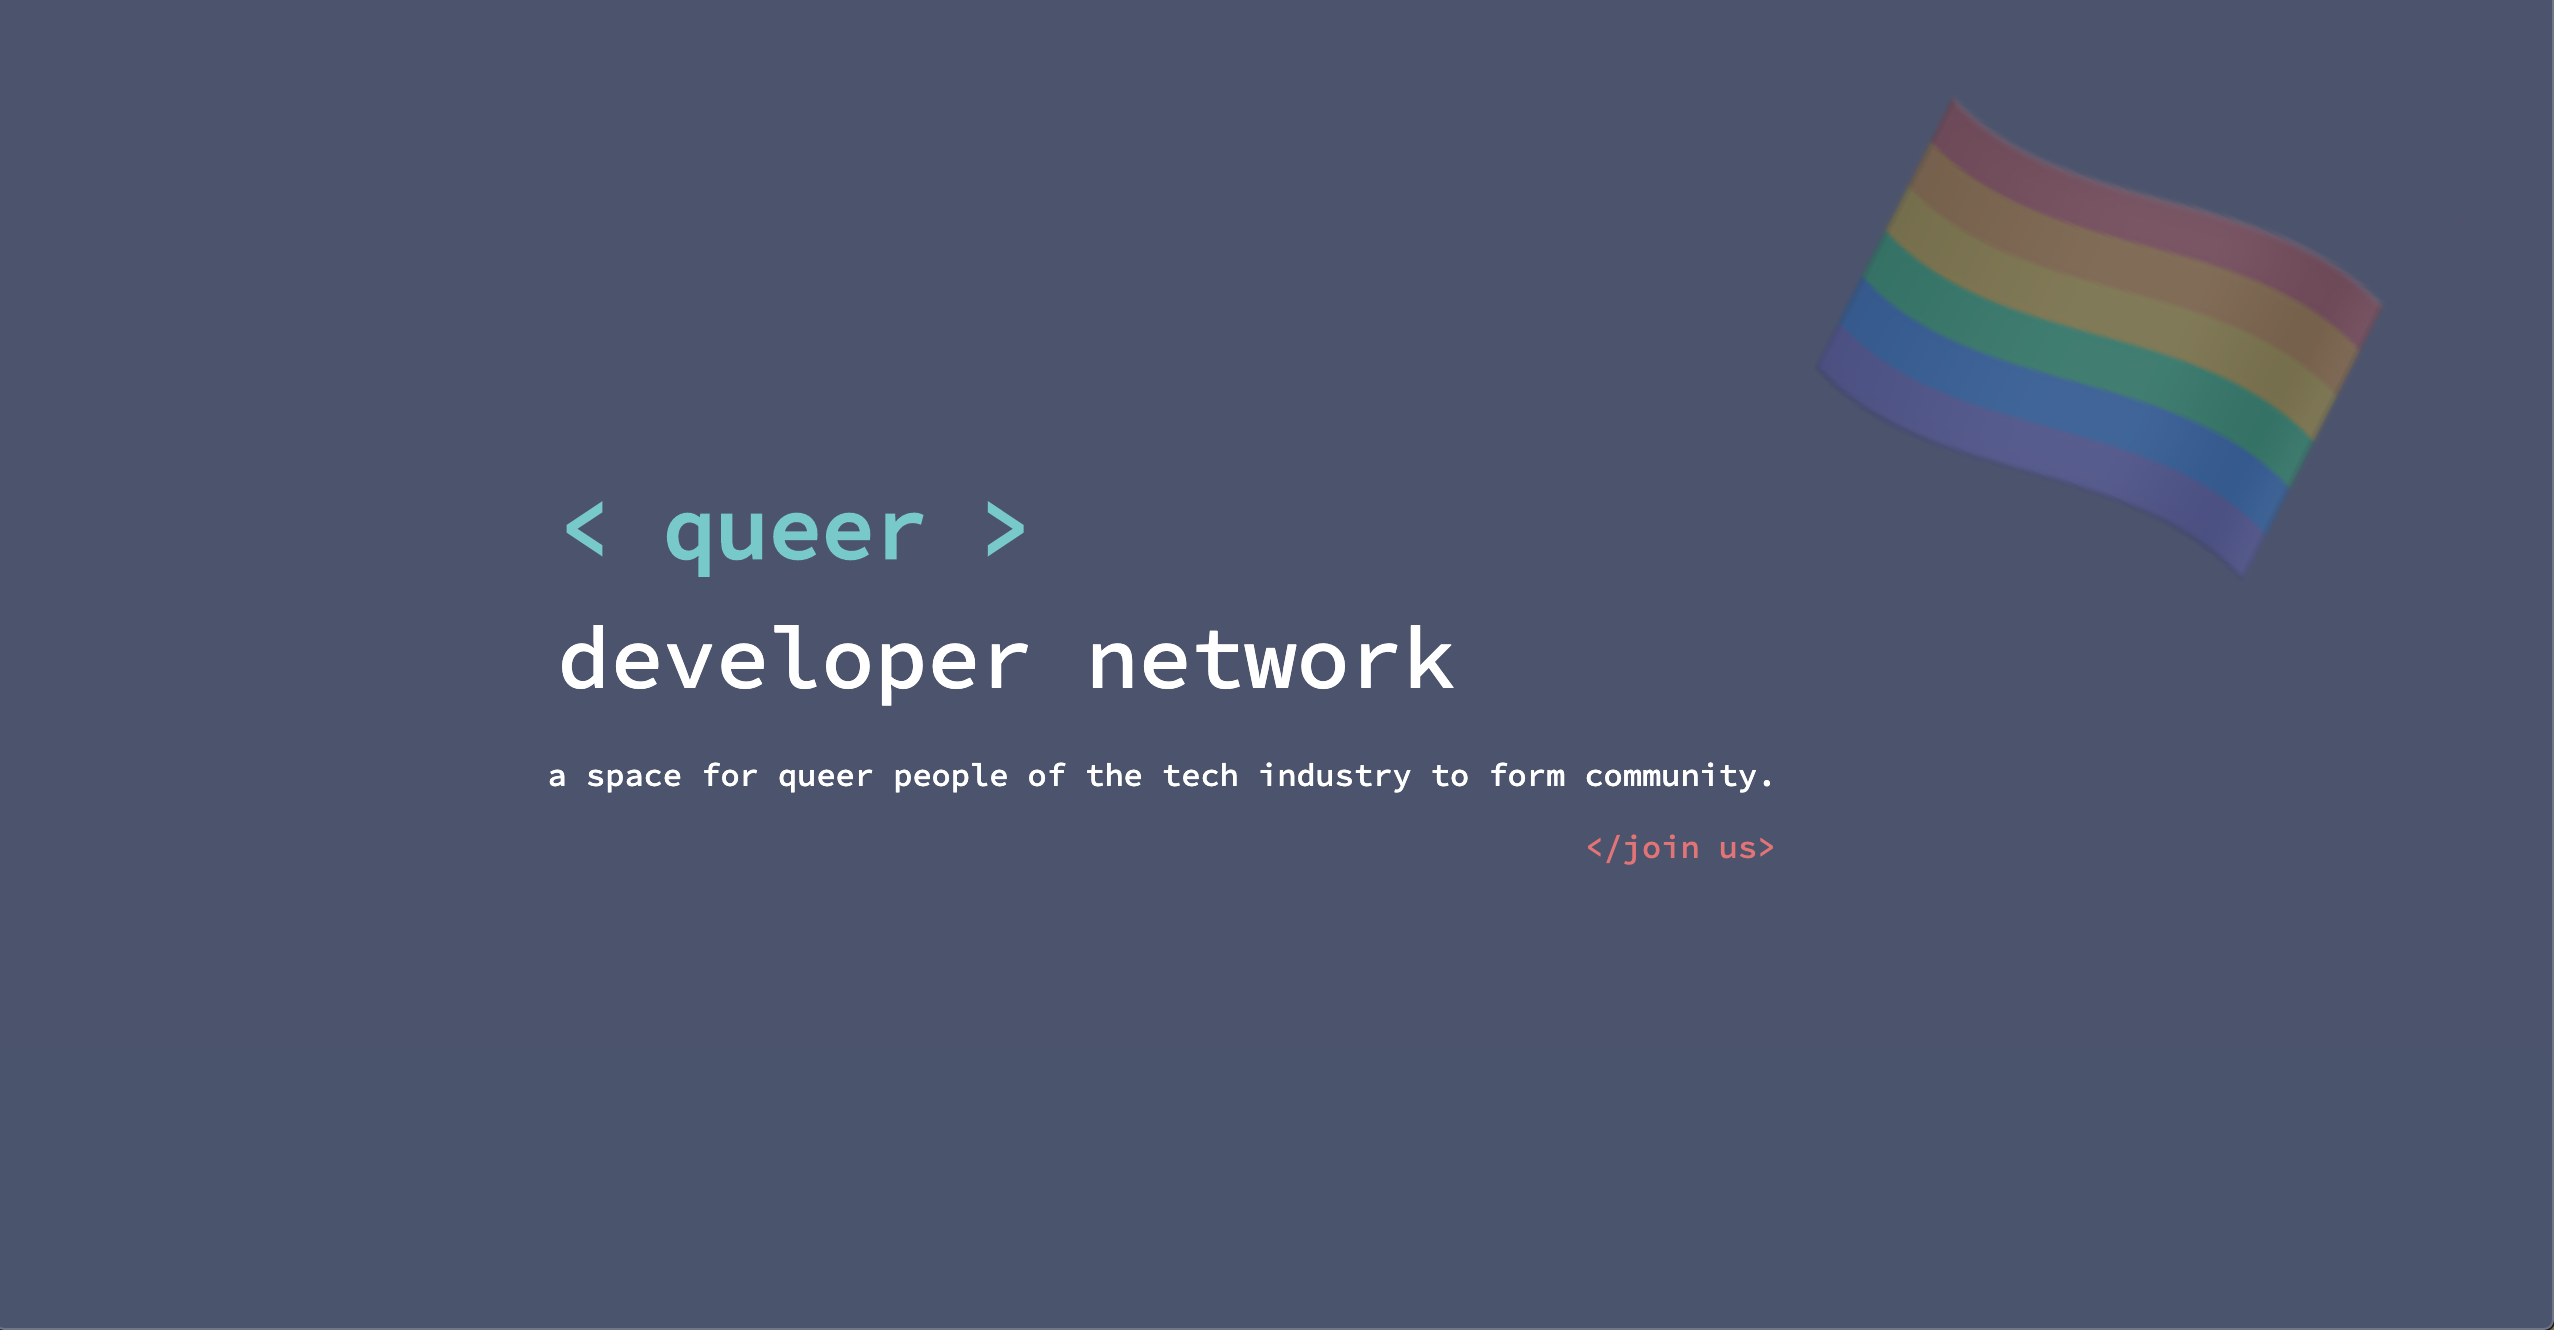 < queer >
developer network
a space for queer people of the tech industry to form community.
</join us>